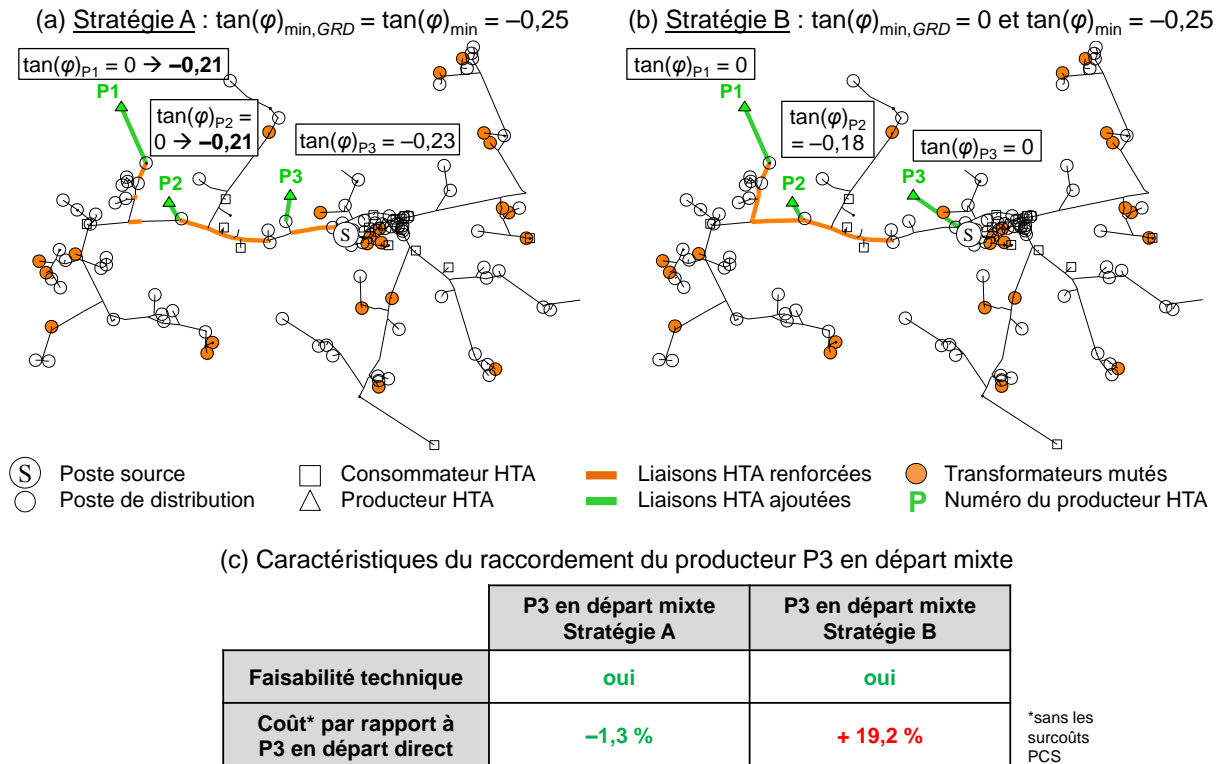 (a) Stratégie A : tan(φ)min,GRD = tan(φ)min = –0,25
(b) Stratégie B : tan(φ)min,GRD = 0 et tan(φ)min = –0,25
tan(φ)P1 = 0 → –0,21
P1
tan(φ)P2 =
0 → –0,21
P2
tan(φ)P3 = –0,23
P3
S
tan(φ)P1 = 0
P1
tan(φ)P2
= –0,18
P2
tan(φ)P3 = 0
P3
S
S Poste source
Poste de distribution
Consommateur HTA
Producteur HTA
Liaisons HTA renforcées
Liaisons HTA ajoutées
Transformateurs mutés
P Numéro du producteur HTA
(c) Caractéristiques du raccordement du producteur P3 en départ mixte
P3 en départ mixte
Stratégie A
P3 en départ mixte
Stratégie B
Faisabilité technique
oui
oui
Coût* par rapport à
P3 en départ direct
–1,3 %
+ 19,2 %
*sans les
surcoûts
PCS